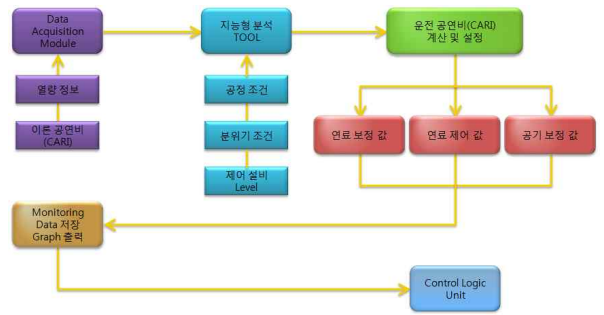 Data
Acquisition
Module
지능형 분석
TOOL
운전 공연비(CARI)
계산 및 설정
열량 정보
이론 공연비
(CARI)
공정 조건
분위기 조건
제어 설비
Level
연료 보정 값
연료 제어 값
공기 보정 값
Monitoring
Data 저장
Graph 출력
Control Logic
Unit